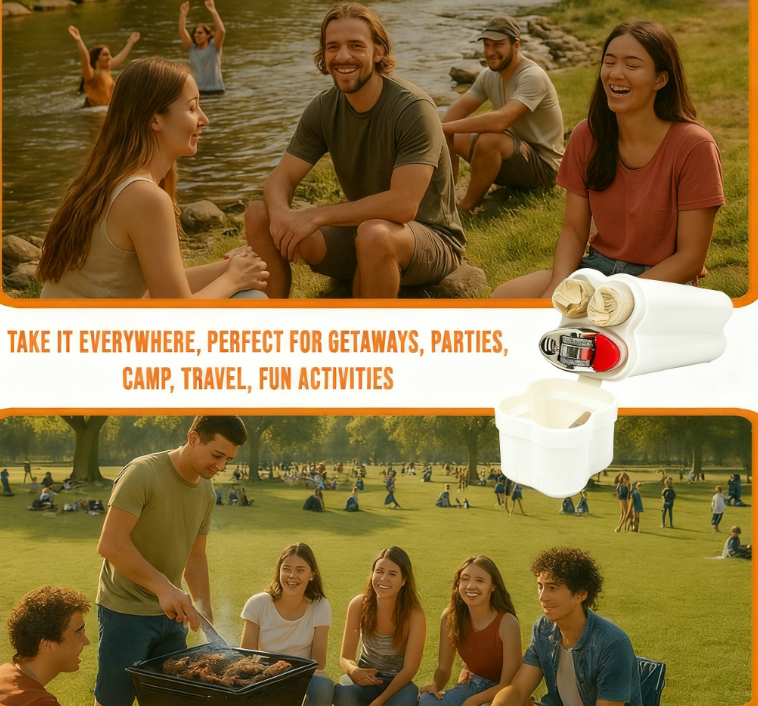 TAKE IT EVERYWHERE, PERFECT FOR GETAWAYS, PARTIES,
CAMP, TRAVEL, FUN ACTIVITIES